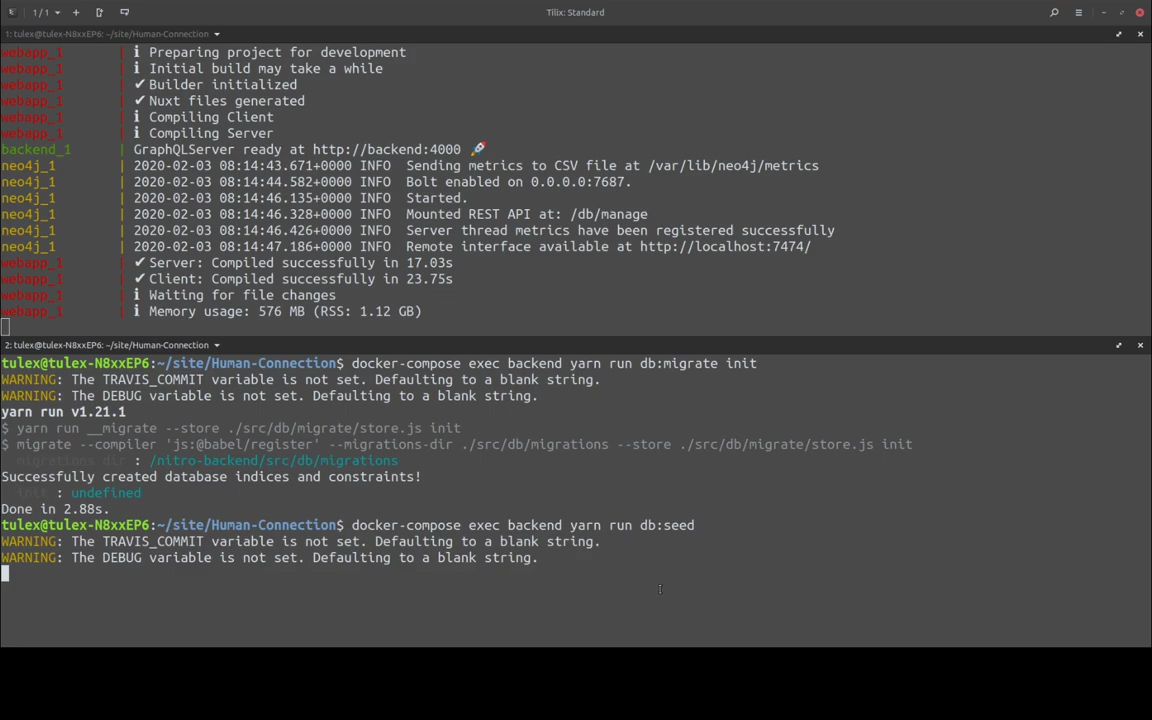 1 / 1
Tilix: Standard
1: tulex@tulex-N8xxEP6: ~/site/Human-Connection
webapp_1 | ℹ Preparing project for development
webapp_1 | ℹ Initial build may take a while
webapp_1 | ✔ Builder initialized
webapp_1 | ✔ Nuxt files generated
webapp_1 | ℹ Compiling Client
webapp_1 | ℹ Compiling Server
backend_1 | GraphQLServer ready at http://backend:4000 🚀
neo4j_1 | 2020-02-03 08:14:43.671+0000 INFO Sending metrics to CSV file at /var/lib/neo4j/metrics
neo4j_1 | 2020-02-03 08:14:44.582+0000 INFO Bolt enabled on 0.0.0.0:7687.
neo4j_1 | 2020-02-03 08:14:46.135+0000 INFO Started.
neo4j_1 | 2020-02-03 08:14:46.328+0000 INFO Mounted REST API at: /db/manage
neo4j_1 | 2020-02-03 08:14:46.426+0000 INFO Server thread metrics have been registered successfully
neo4j_1 | 2020-02-03 08:14:47.186+0000 INFO Remote interface available at http://localhost:7474/
webapp_1 | ✔ Server: Compiled successfully in 17.03s
webapp_1 | ✔ Client: Compiled successfully in 23.75s
webapp_1 | ℹ Waiting for file changes
webapp_1 | ℹ Memory usage: 576 MB (RSS: 1.12 GB)
2: tulex@tulex-N8xxEP6: ~/site/Human-Connection
tulex@tulex-N8xxEP6:~/site/Human-Connection$ docker-compose exec backend yarn run db:migrate init
WARNING: The TRAVIS_COMMIT variable is not set. Defaulting to a blank string.
WARNING: The DEBUG variable is not set. Defaulting to a blank string.
yarn run v1.21.1
$ yarn run __migrate --store ./src/db/migrate/store.js init
$ migrate --compiler 'js:@babel/register' --migrations-dir ./src/db/migrations --store ./src/db/migrate/store.js init
migrations dir : /nitro-backend/src/db/migrations
Successfully created database indices and constraints!
init : undefined
Done in 2.88s.
tulex@tulex-N8xxEP6:~/site/Human-Connection$ docker-compose exec backend yarn run db:seed
WARNING: The TRAVIS_COMMIT variable is not set. Defaulting to a blank string.
WARNING: The DEBUG variable is not set. Defaulting to a blank string.